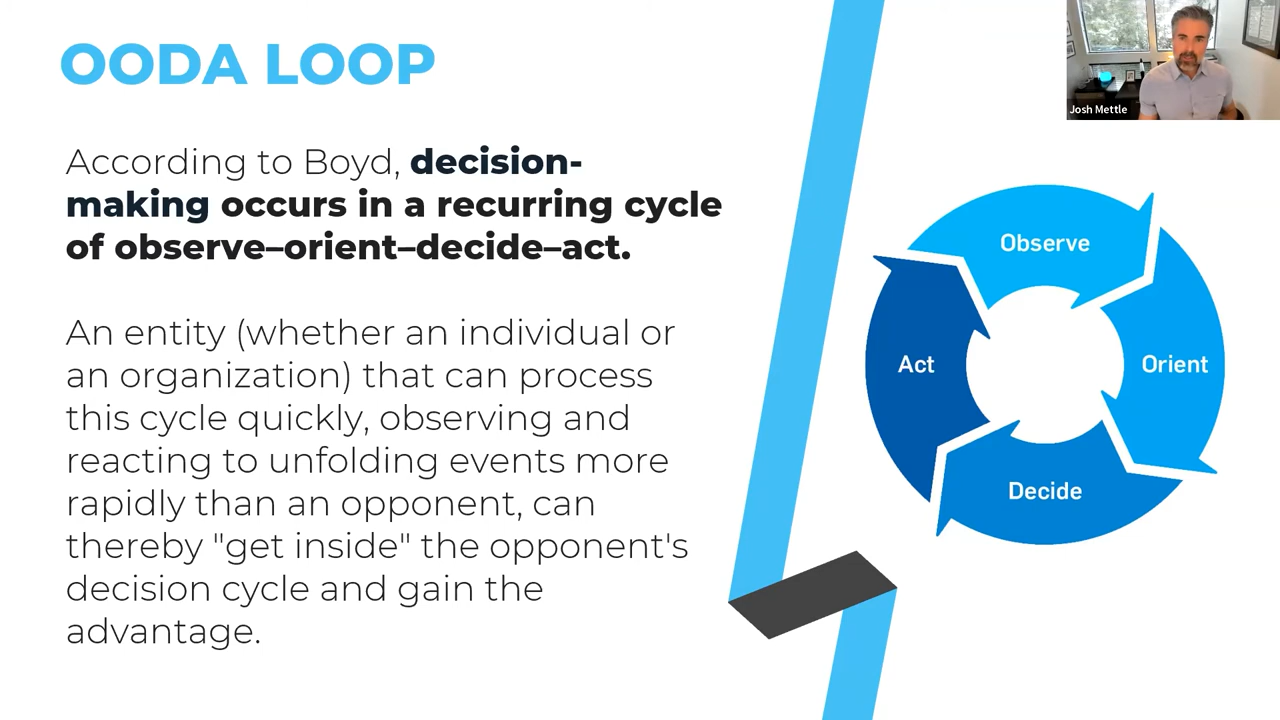 OODA LOOP
According to Boyd, decision-
making occurs in a recurring cycle
of observe–orient–decide–act.
An entity (whether an individual or
an organization) that can process
this cycle quickly, observing and
reacting to unfolding events more
rapidly than an opponent, can
thereby "get inside" the opponent's
decision cycle and gain the
advantage.
Josh Mettle
Observe
Orient
Decide
Act